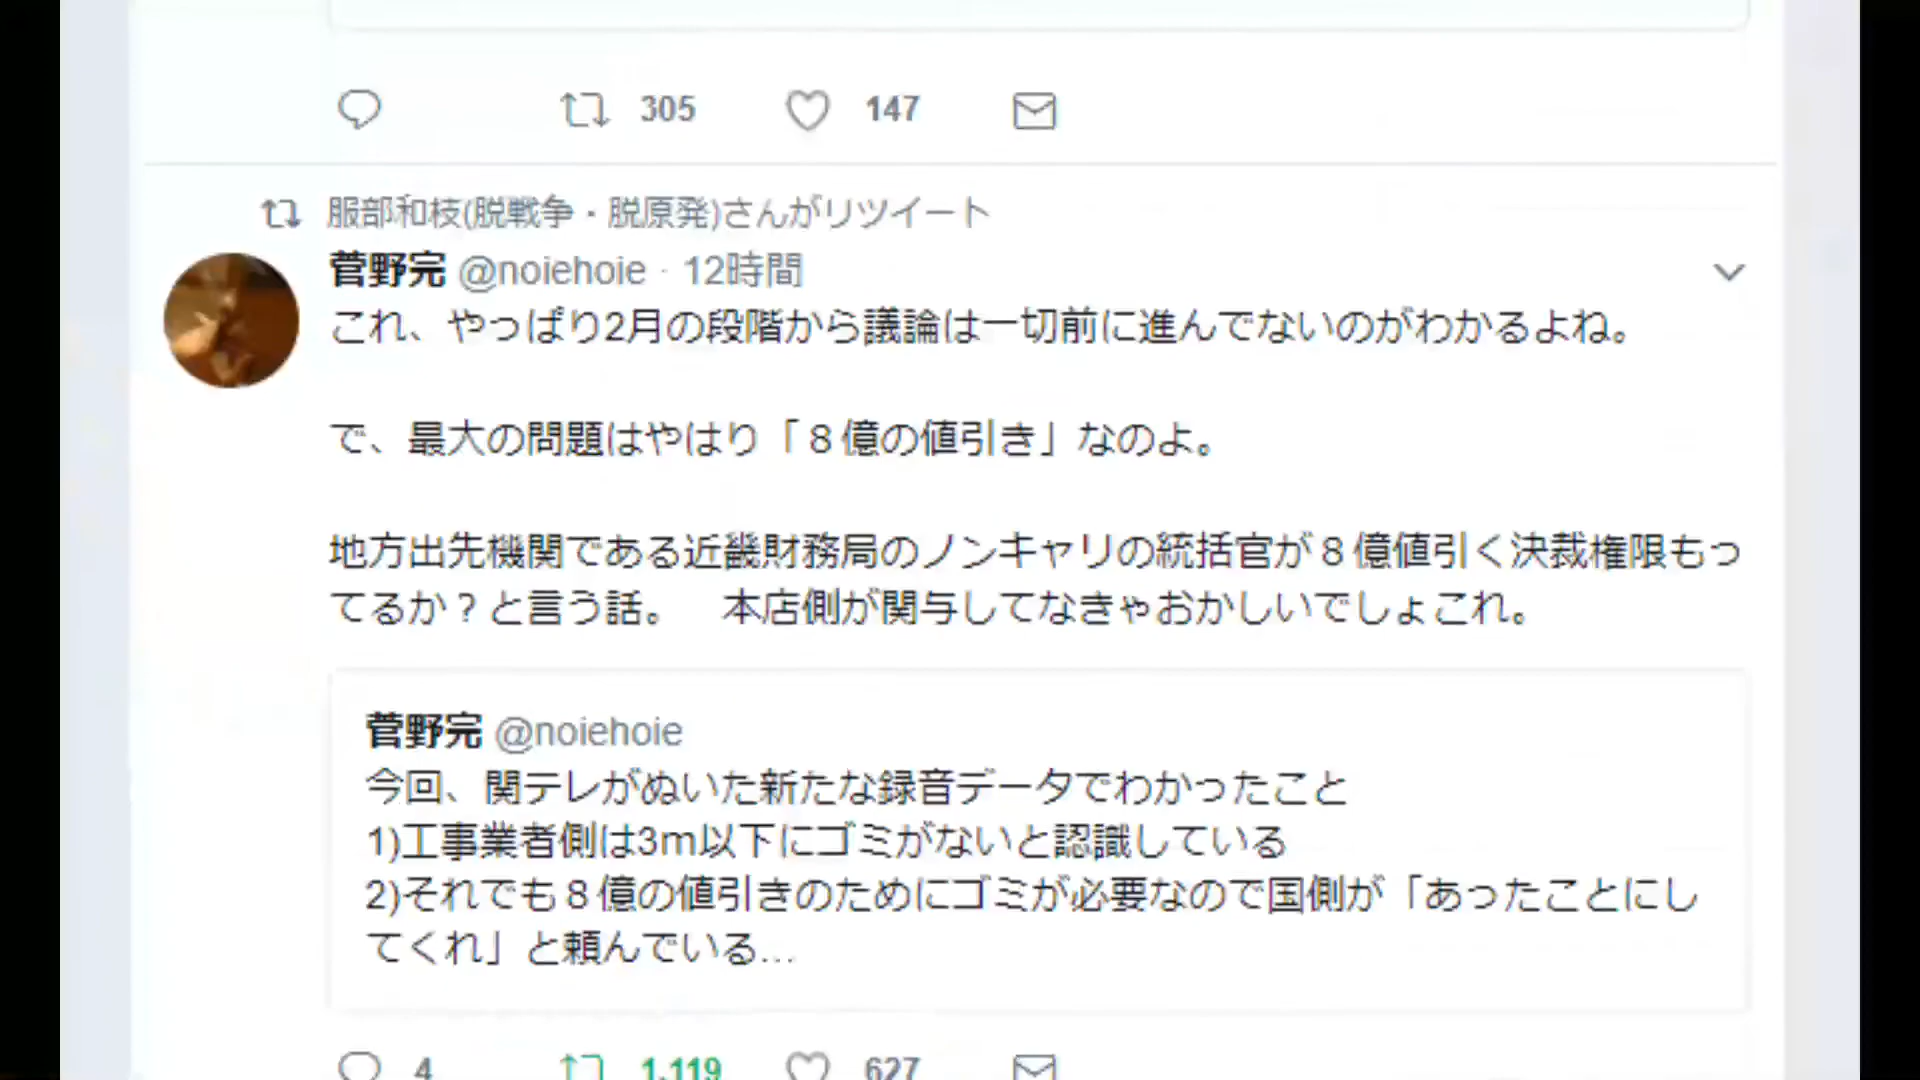 305 147
服部和枝(脱戦争・脱原発)さんがリツイート
菅野完 @noiehoie · 12時間
これ、やっぱり2月の段階から議論は一切前に進んでないのがわかるよね。
で、最大の問題はやはり「８億の値引き」なのよ。
地方出先機関である近畿財務局のノンキャリの統括官が８億値引く決裁権限もっ
てるか？と言う話。　本店側が関与してなきゃおかしいでしょこれ。
菅野完 @noiehoie
今回、関テレがぬいた新たな録音データでわかったこと
1)工事業者側は3m以下にゴミがないと認識している
2)それでも８億の値引きのためにゴミが必要なので国側が「あったことにし
てくれ」と頼んでいる...
4 1,119 627